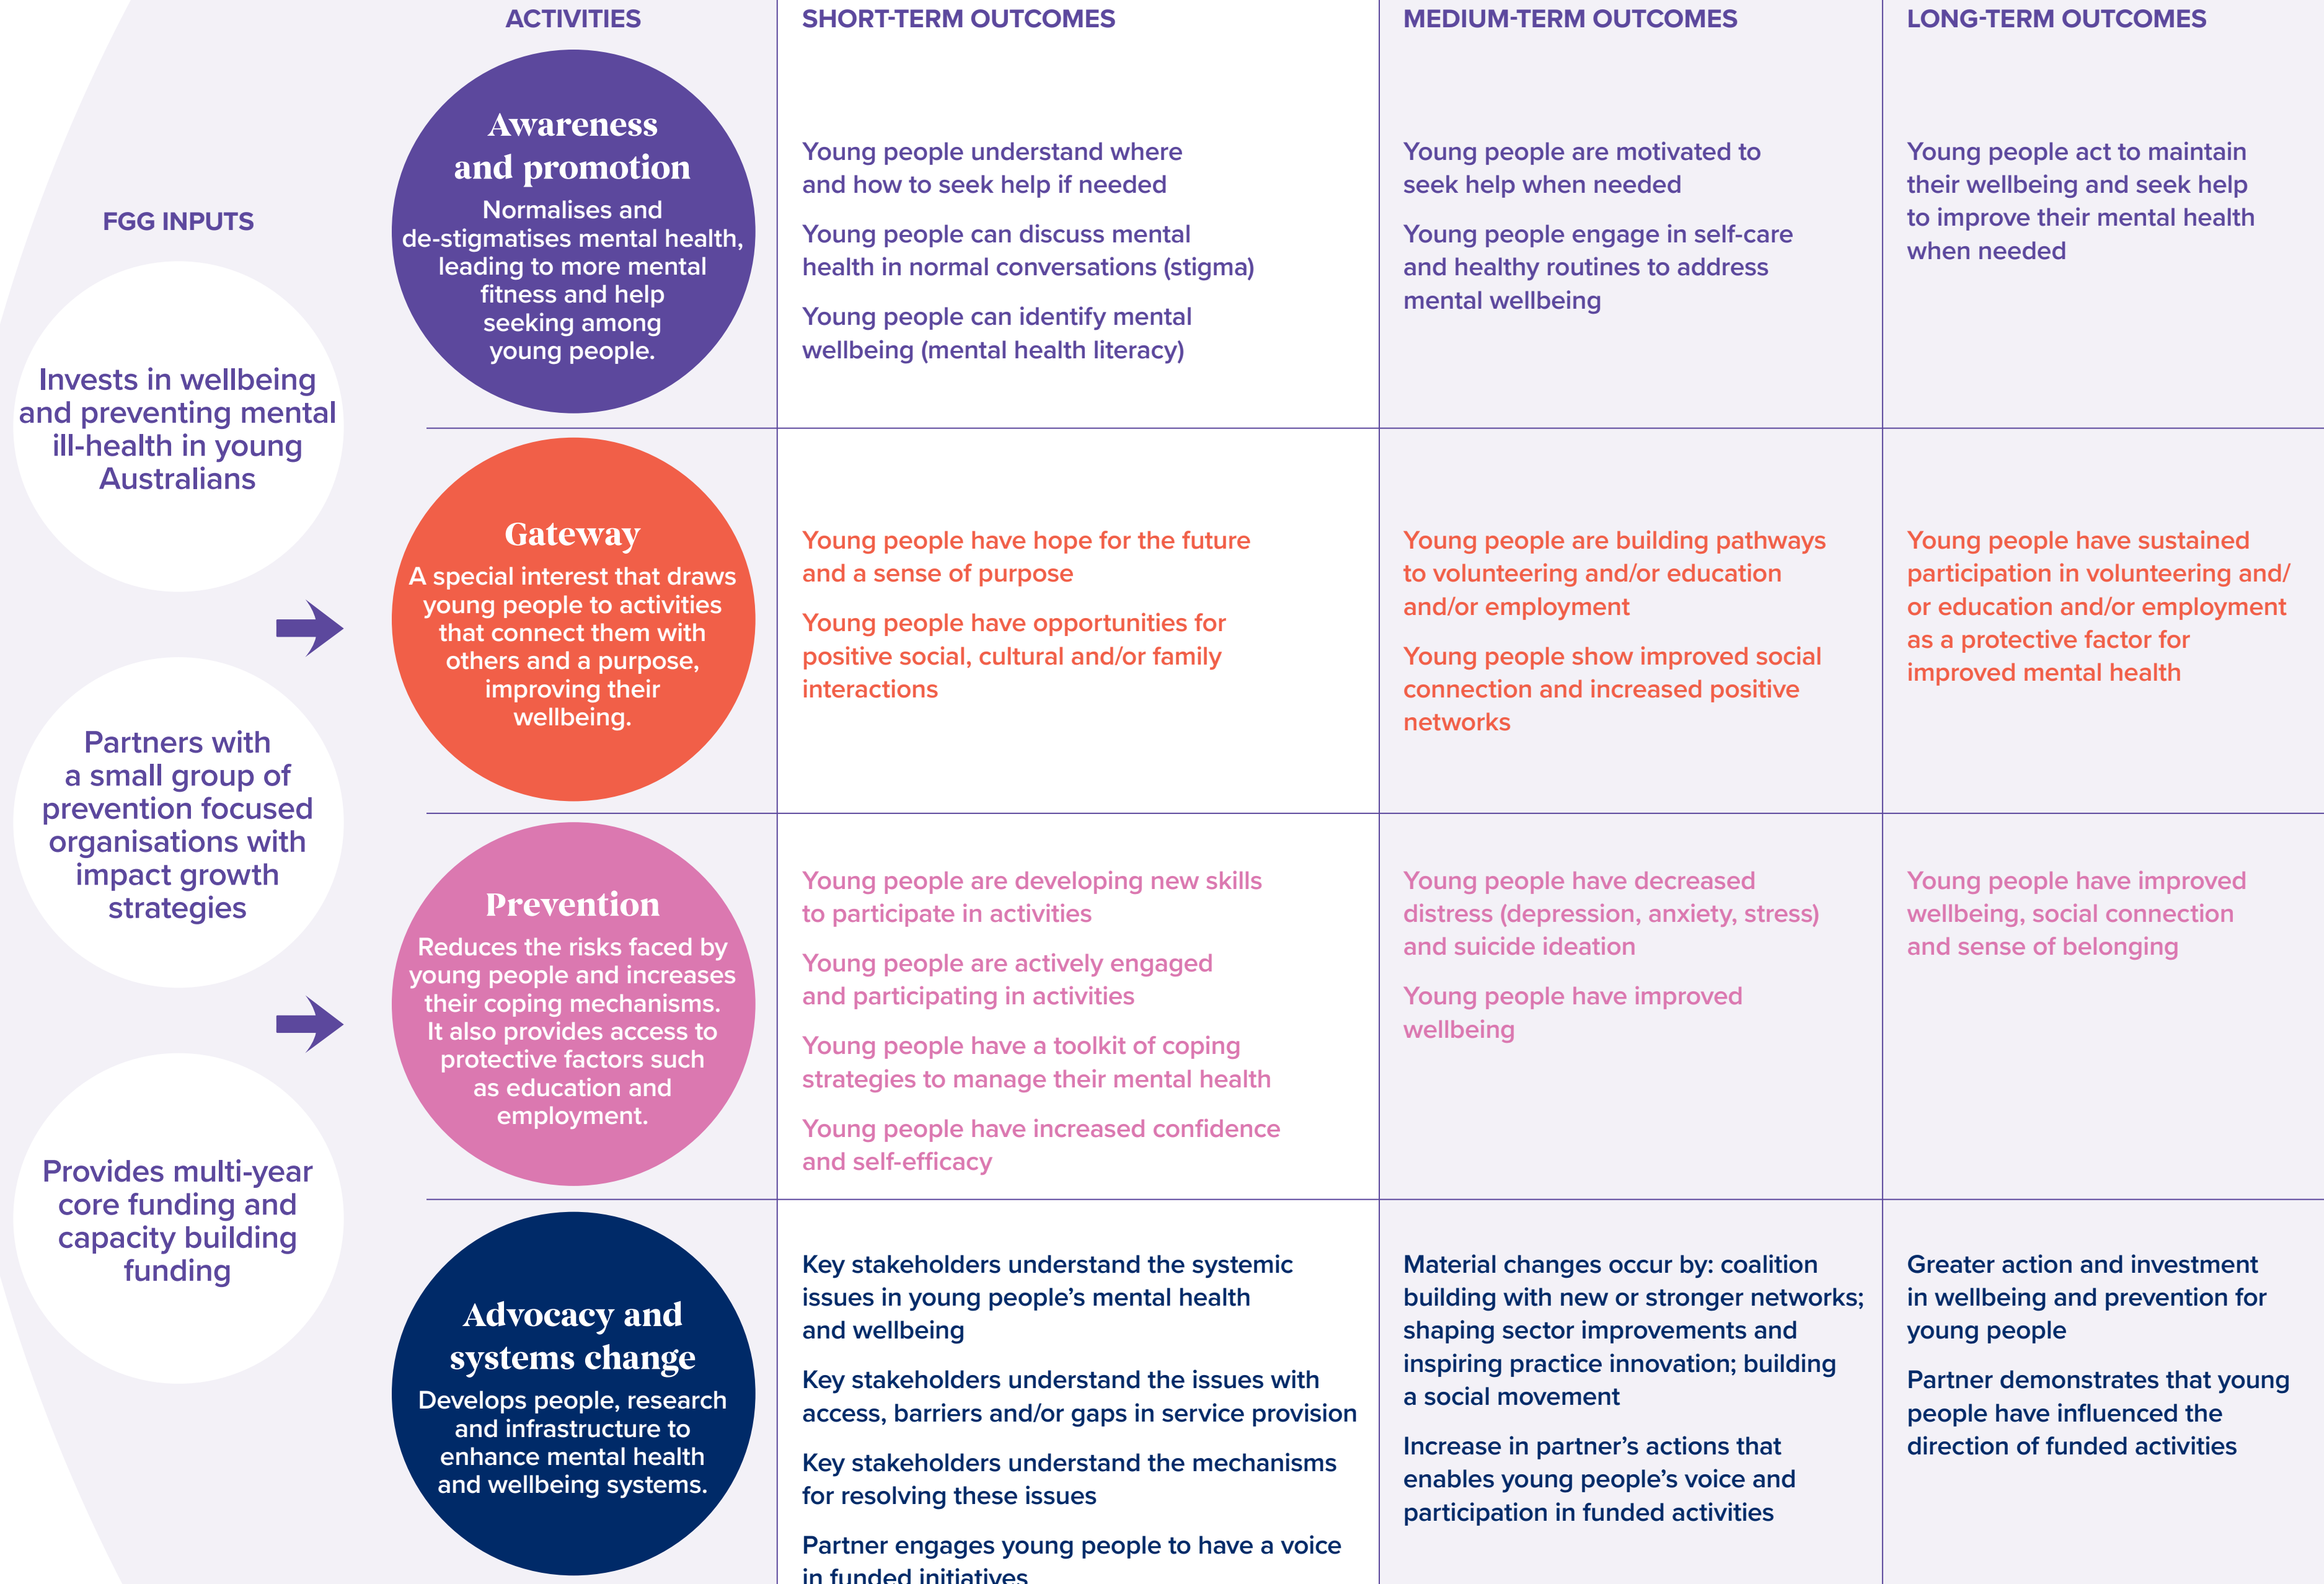 FGG INPUTS
Invests in wellbeing
and preventing mental
ill-health in young
Australians
Partners with
a small group of
prevention focused
organisations with
impact growth
strategies
Provides multi-year
core funding and
capacity building
funding
ACTIVITIES
SHORT-TERM OUTCOMES
MEDIUM-TERM OUTCOMES
LONG-TERM OUTCOMES
Awareness
and promotion
Normalises and
de-stigmatises mental health,
leading to more mental
fitness and help
seeking among
young people.
Young people understand where
and how to seek help if needed
Young people can discuss mental
health in normal conversations (stigma)
Young people can identify mental
wellbeing (mental health literacy)
Young people are motivated to
seek help when needed
Young people engage in self-care
and healthy routines to address
mental wellbeing
Young people act to maintain
their wellbeing and seek help
to improve their mental health
when needed
Gateway
A special interest that draws
young people to activities
that connect them with
others and a purpose,
improving their
wellbeing.
Young people have hope for the future
and a sense of purpose
Young people have opportunities for
positive social, cultural and/or family
interactions
Young people are building pathways
to volunteering and/or education
and/or employment
Young people show improved social
connection and increased positive
networks
Young people have sustained
participation in volunteering and/
or education and/or employment
as a protective factor for
improved mental health
Prevention
Reduces the risks faced by
young people and increases
their coping mechanisms.
It also provides access to
protective factors such
as education and
employment.
Young people are developing new skills
to participate in activities
Young people are actively engaged
and participating in activities
Young people have a toolkit of coping
strategies to manage their mental health
Young people have increased confidence
and self-efficacy
Young people have decreased
distress (depression, anxiety, stress)
and suicide ideation
Young people have improved
wellbeing
Young people have improved
wellbeing, social connection
and sense of belonging
Advocacy and
systems change
Develops people, research
and infrastructure to
enhance mental health
and wellbeing systems.
Key stakeholders understand the systemic
issues in young people’s mental health
and wellbeing
Key stakeholders understand the issues with
access, barriers and/or gaps in service provision
Key stakeholders understand the mechanisms
for resolving these issues
Partner engages young people to have a voice
in funded initiatives
Material changes occur by: coalition
building with new or stronger networks;
shaping sector improvements and
inspiring practice innovation; building
a social movement
Increase in partner’s actions that
enables young people’s voice and
participation in funded activities
Greater action and investment
in wellbeing and prevention for
young people
Partner demonstrates that young
people have influenced the
direction of funded activities